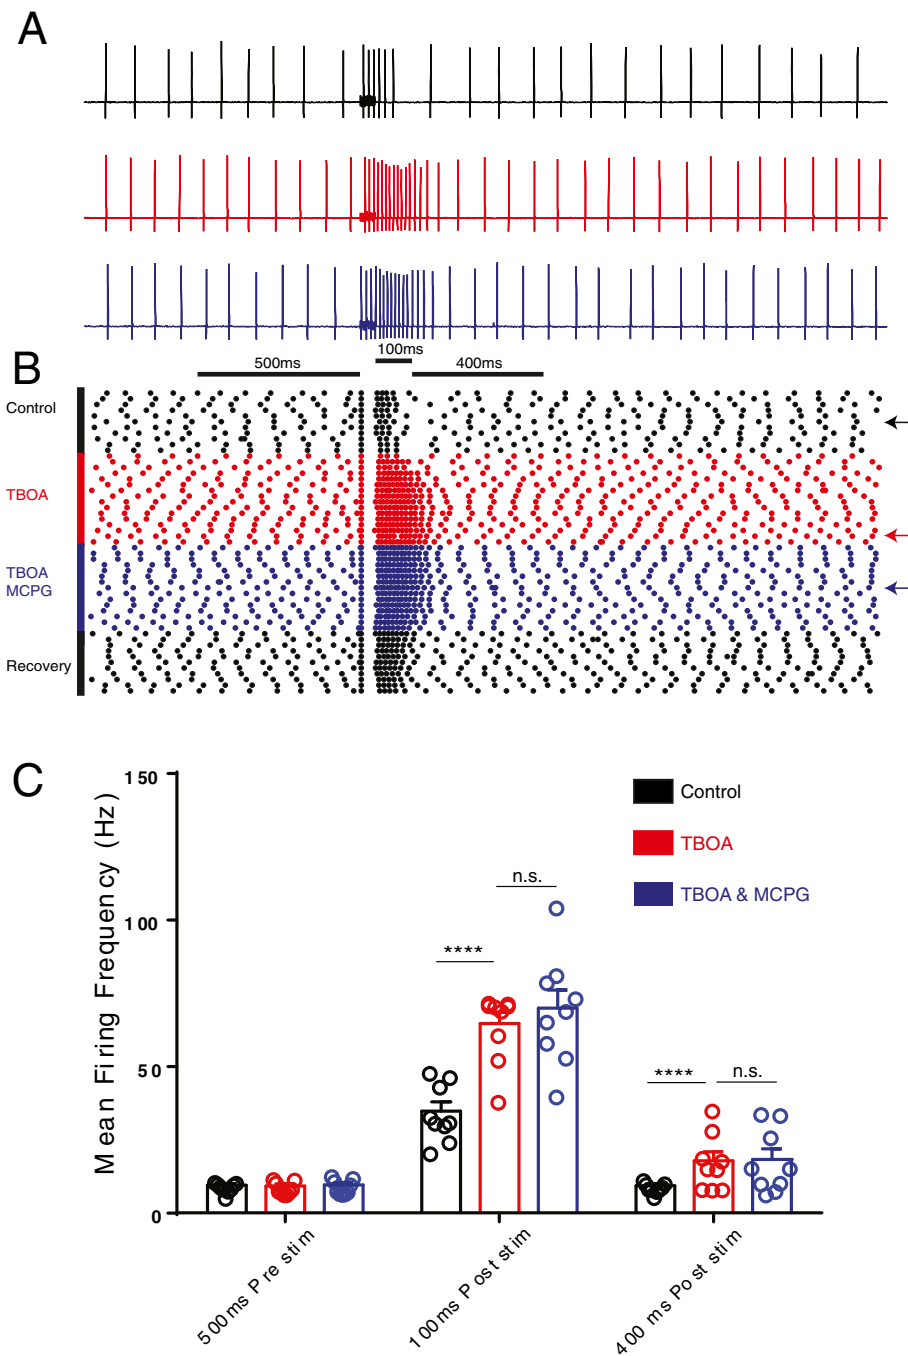 A
100ms
B
500ms
400ms
Control
TBOA
TBOA
MCPG
Recovery
C
Mean Firing Frequency (Hz)
150
100
50
0
Control
TBOA
TBOA & MCPG
n.s.
****
**** n.s.
500ms Pre stim
100ms Post stim
400 ms Post stim